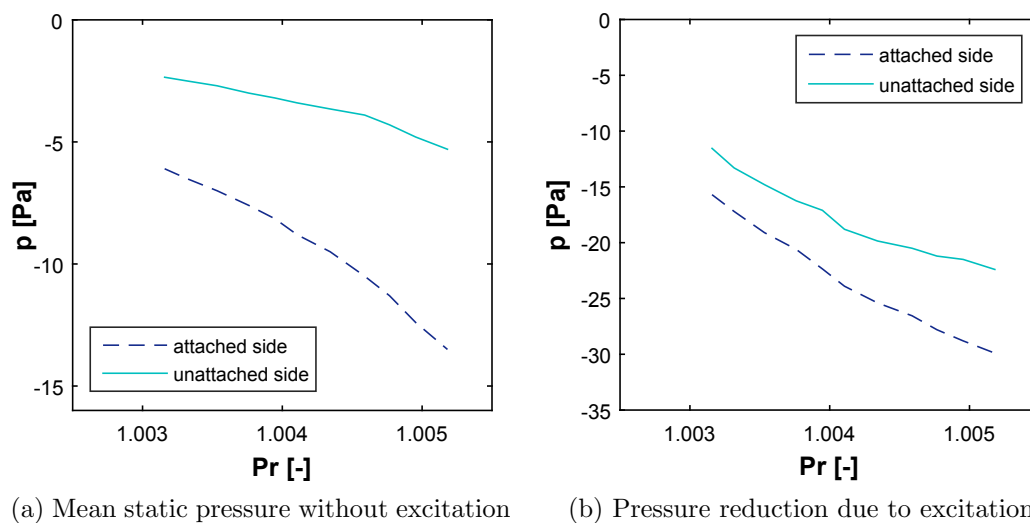 0
-5
-10
-15
p [Pa]
attached side
unattached side
1.003 1.004 1.005
Pr [-]
(a) Mean static pressure without excitation
0
-5
-10
-15
-20
-25
-30
-35
p [Pa]
attached side
unattached side
1.003 1.004 1.005
Pr [-]
(b) Pressure reduction due to excitation